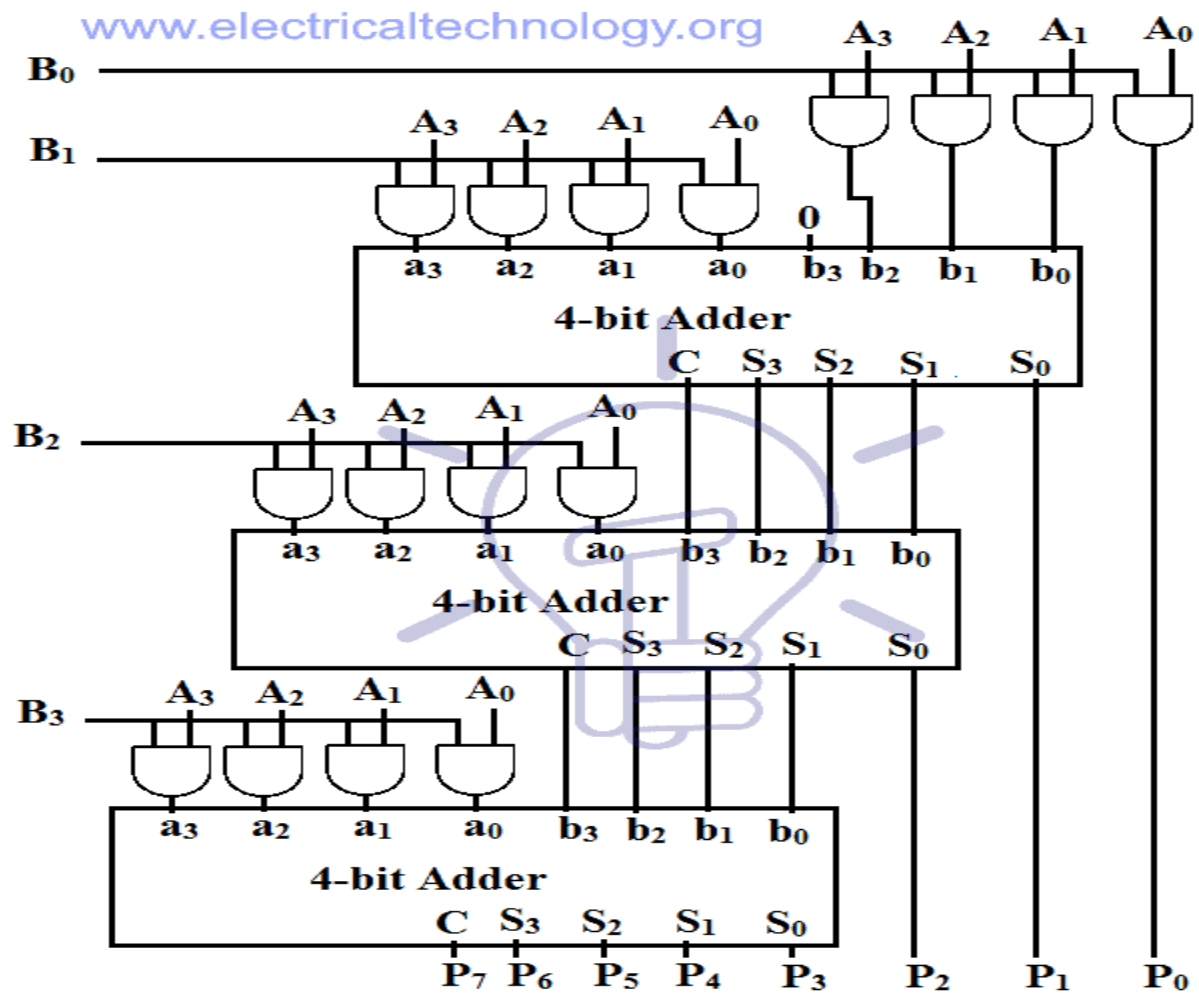 www.electricaltechnology.org
A₃ A₂ A₁ A₀
B₀
A₃ A₂ A₁ A₀
B₁
0
a₃ a₂ a₁ a₀ b₃ b₂ b₁ b₀
4-bit Adder
C S₃ S₂ S₁ S₀
A₃ A₂ A₁ A₀
B₂
a₃ a₂ a₁ a₀ b₃ b₂ b₁ b₀
4-bit Adder
C S₃ S₂ S₁ S₀
A₃ A₂ A₁ A₀
B₃
a₃ a₂ a₁ a₀ b₃ b₂ b₁ b₀
4-bit Adder
C S₃ S₂ S₁ S₀
P₇ P₆ P₅ P₄ P₃ P₂ P₁ P₀